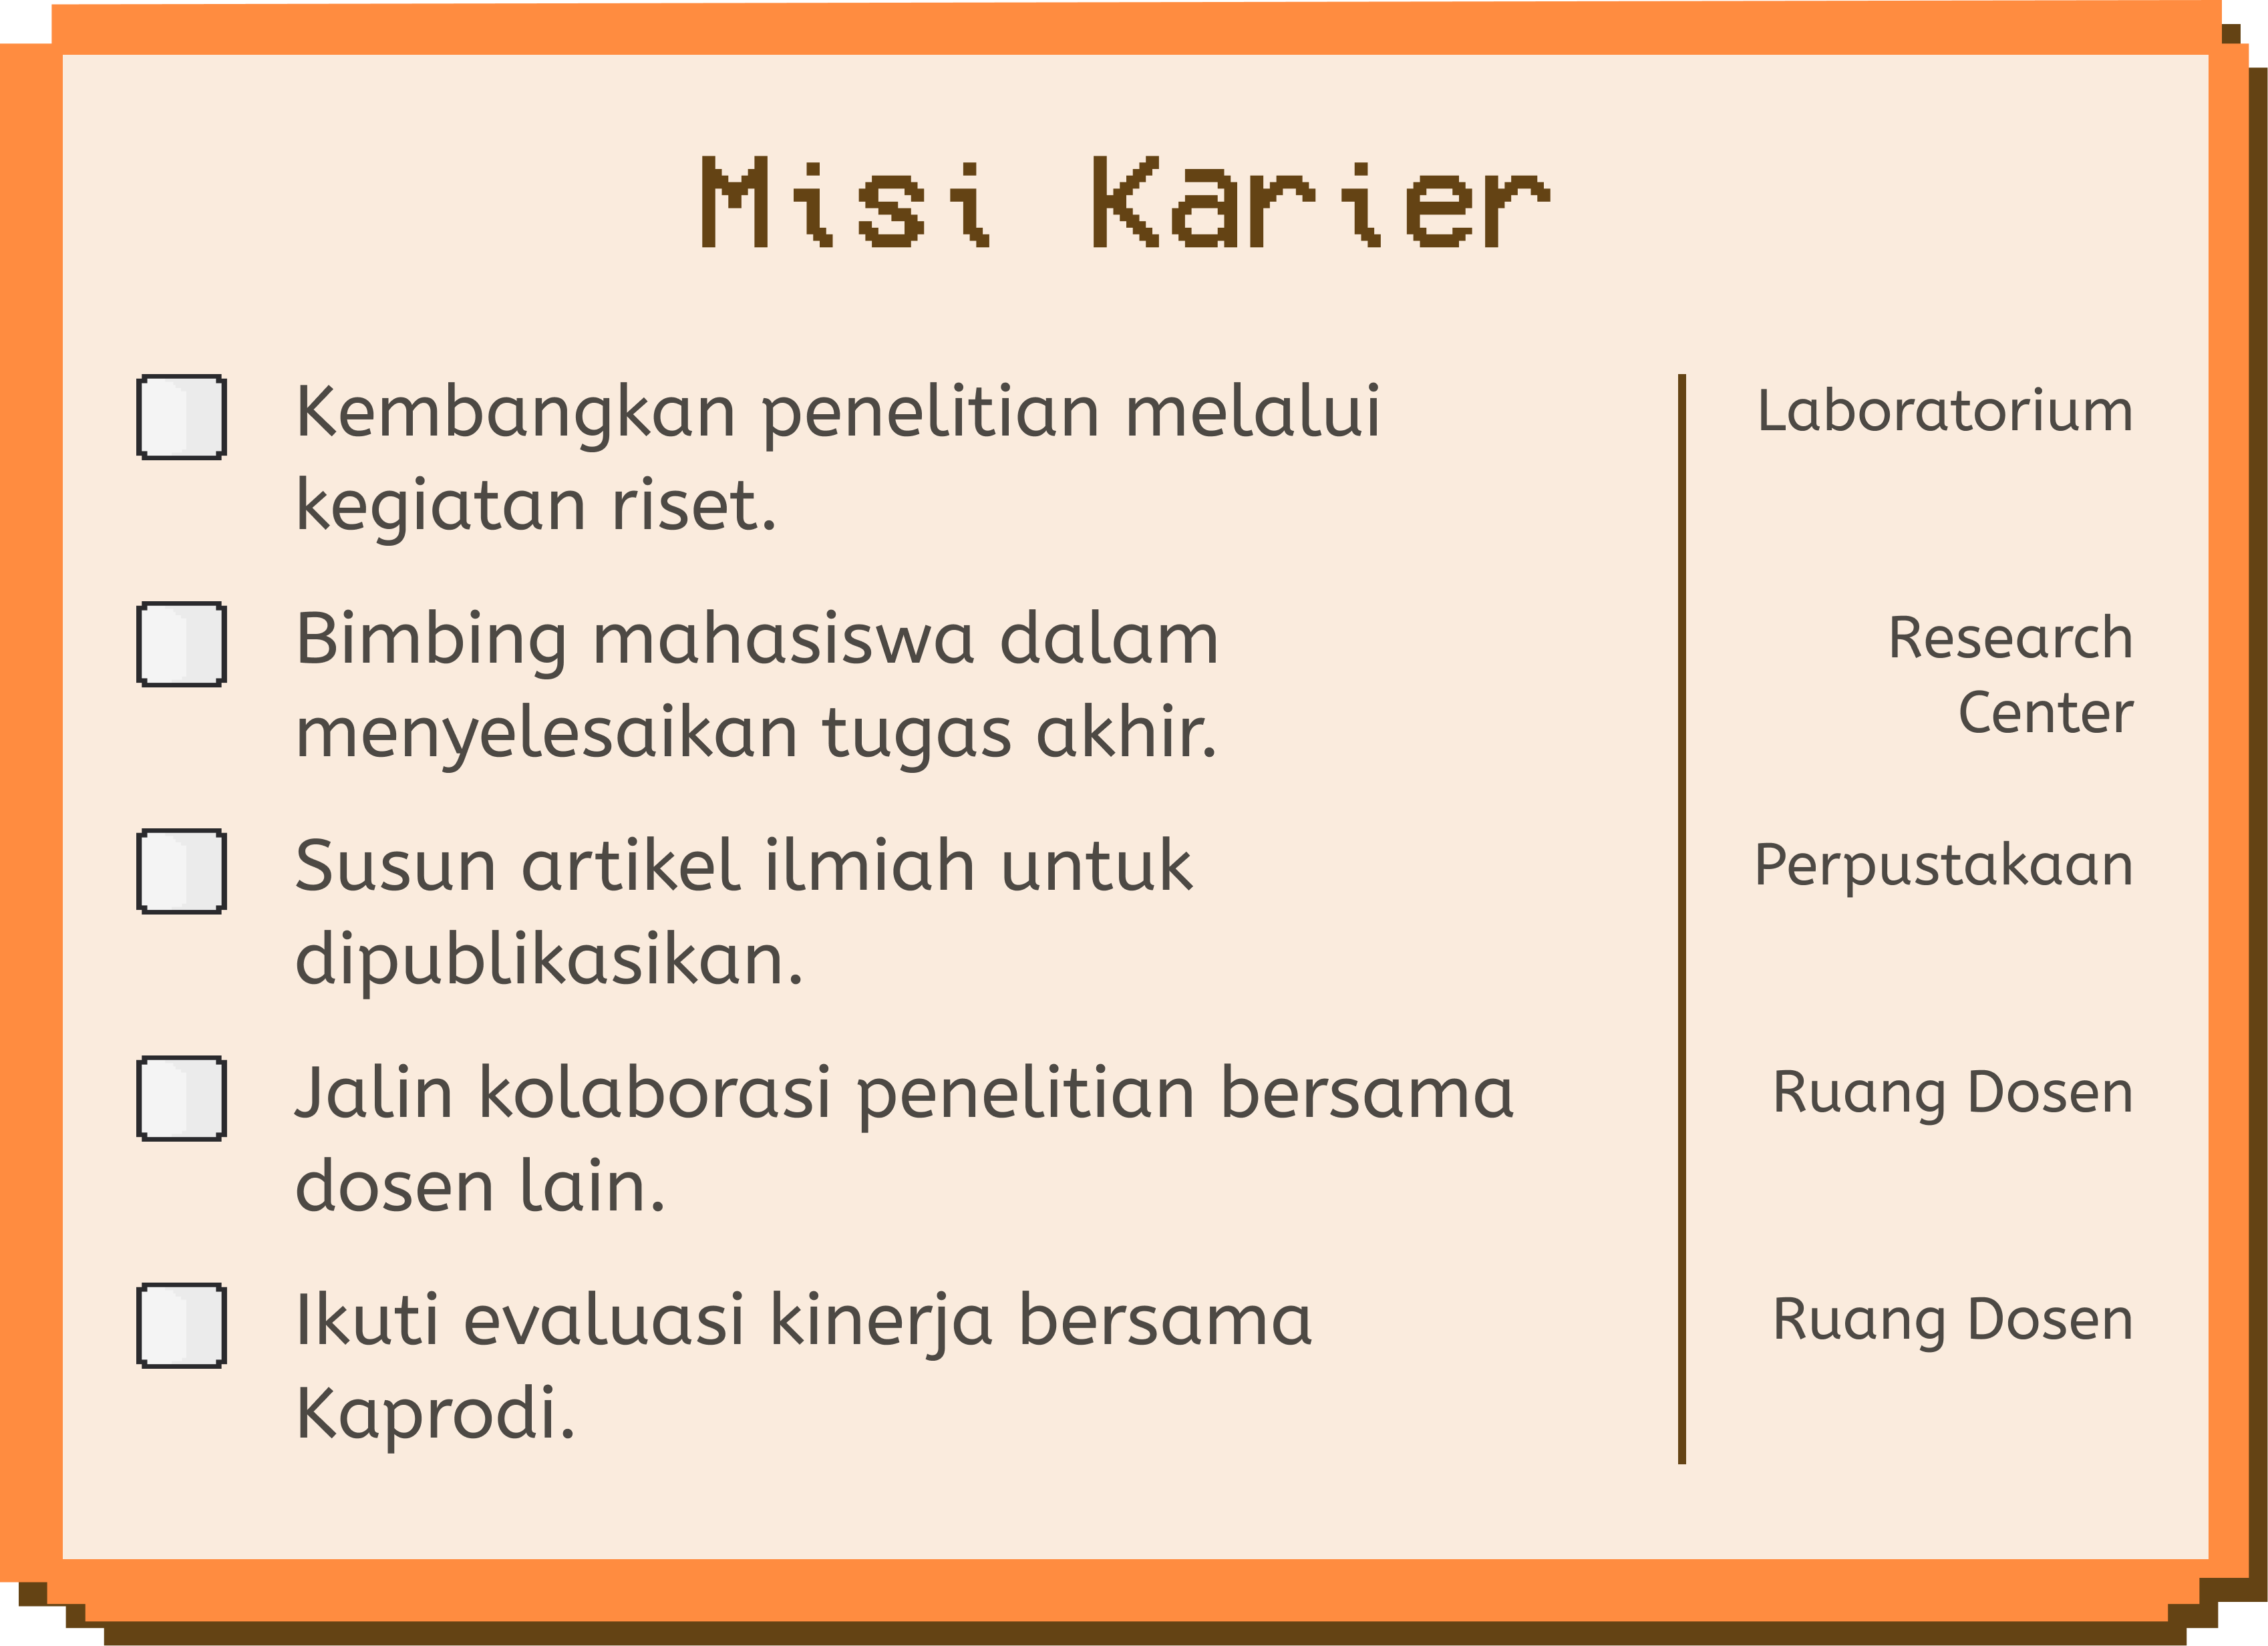 Misi Karier
Kembangkan penelitian melalui
kegiatan riset.
Laboratorium
Bimbing mahasiswa dalam
menyelesaikan tugas akhir.
Research
Center
Susun artikel ilmiah untuk
dipublikasikan.
Perpustakaan
Jalin kolaborasi penelitian bersama
dosen lain.
Ruang Dosen
Ikuti evaluasi kinerja bersama
Kaprodi.
Ruang Dosen